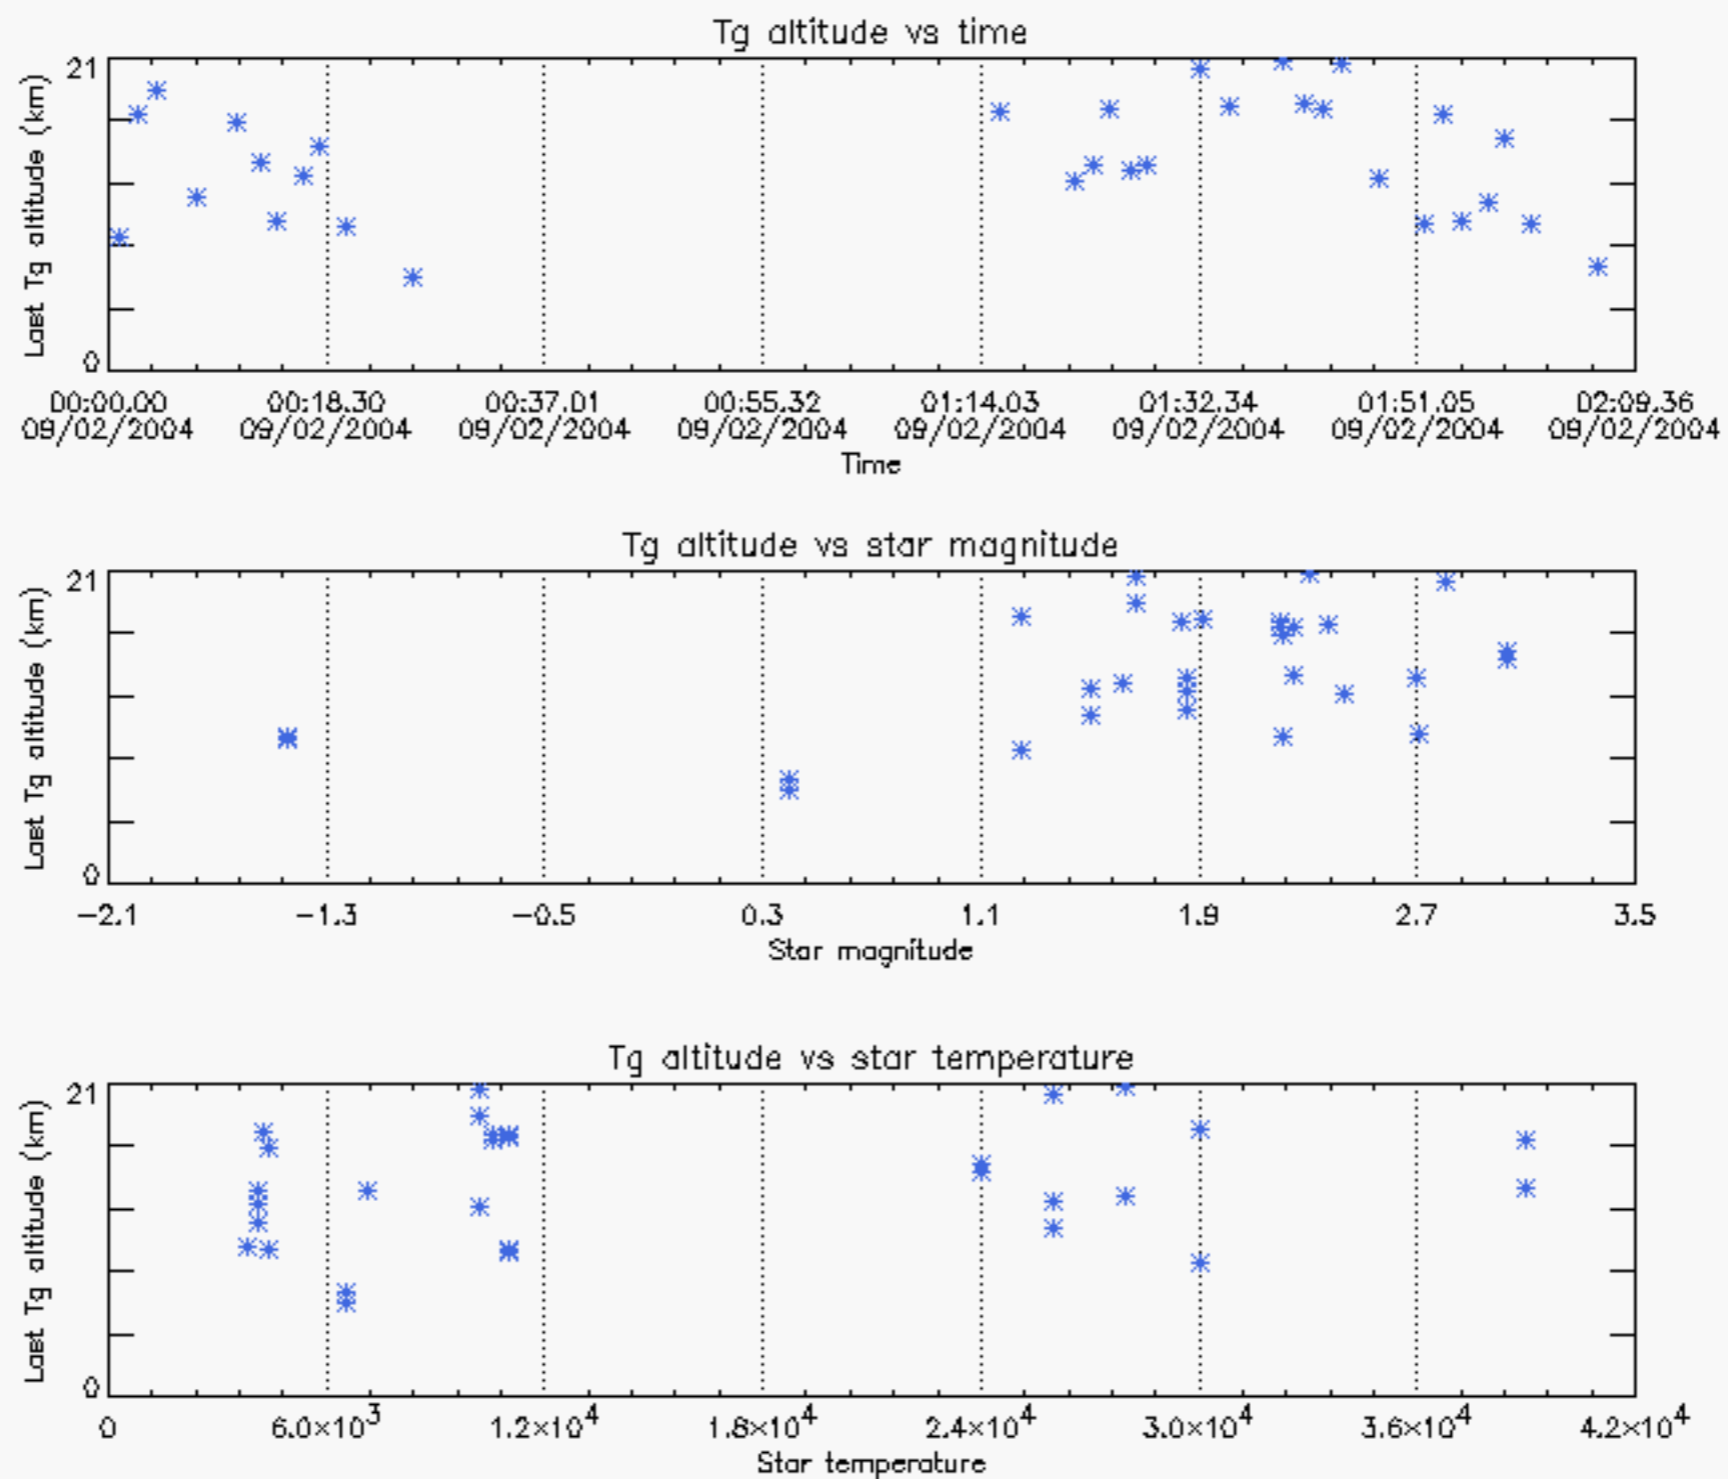 Tg altitude vs time
21
Last Tg altitude (km)
0
00:00.00 00:18.30 00:37.01 00:55.32 01:14.03 01:32.34 01:51.05 02:09.36
09/02/2004 09/02/2004 09/02/2004 09/02/2004 09/02/2004 09/02/2004 09/02/2004 09/02/2004
Time
Tg altitude vs star magnitude
21
Last Tg altitude (km)
0
−2.1 −1.3 −0.5 0.3 1.1 1.9 2.7 3.5
Star magnitude
Tg altitude vs star temperature
21
Last Tg altitude (km)
0
0 6.0×10³ 1.2×10⁴ 1.8×10⁴ 2.4×10⁴ 3.0×10⁴ 3.6×10⁴ 4.2×10⁴
Star temperature